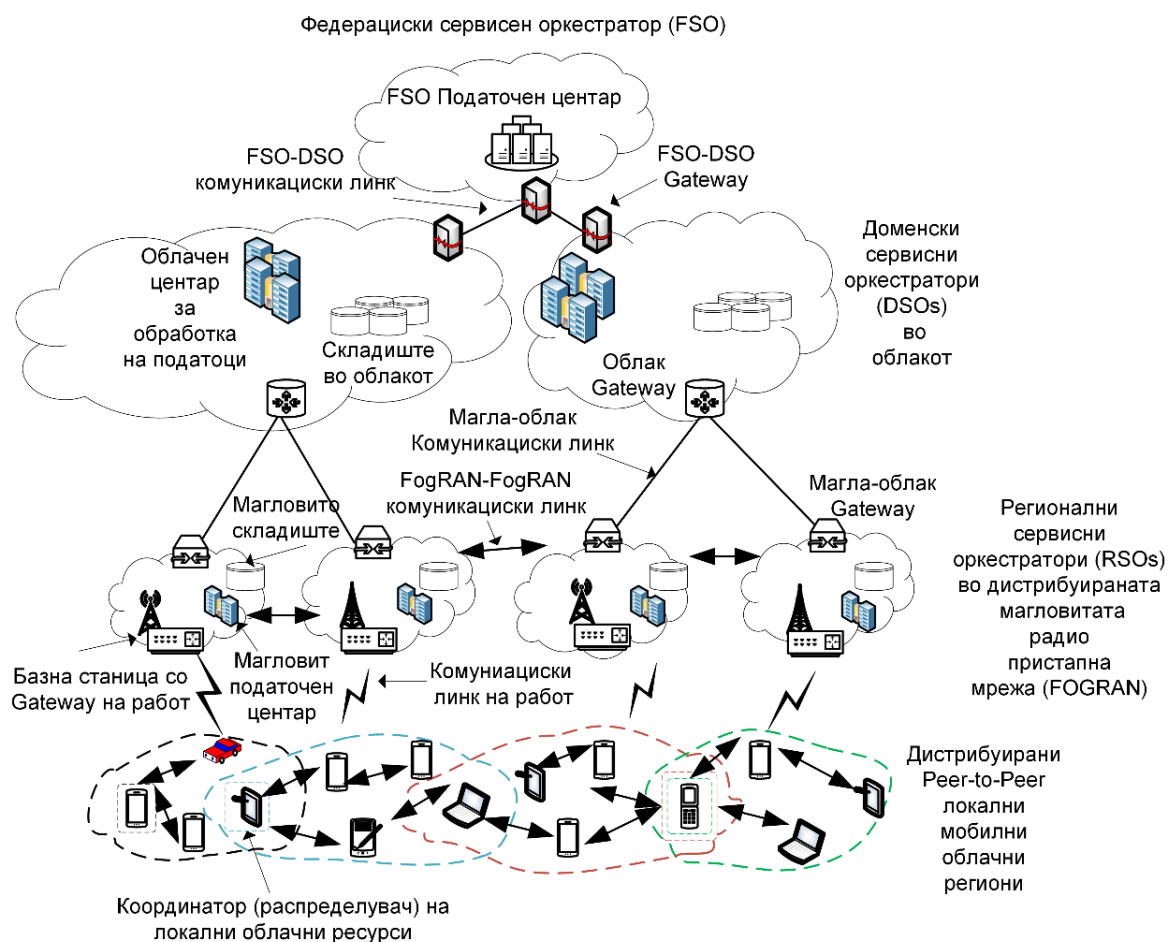 Федерациски сервисен оркестратор (FSO)
FSO Податочен центар
FSO-DSO
комуникациски линк
FSO-DSO
Gateway
Облачен
центар
за
обработка
на податоци
Складиште
во облакот
Облак
Gateway
Доменски
сервисни
оркестратори
(DSOs)
во
облакот
Магла-облак
Комуникациски линк
FogRAN-FogRAN
комуникациски линк
Магловито
складиште
Магла-облак
Gateway
Регионални
сервисни
оркестратори (RSOs)
во дистрибуираната
магловитата
радио
пристапна
мрежа (FOGRAN)
Базна станица со
Gateway на работ
Магловит
податочен
центар
Комуниациски
линк на работ
Дистрибуирани
Peer-to-Peer
локални
мобилни
облачни
региони
Координатор (распределувач) на
локални облачни ресурси